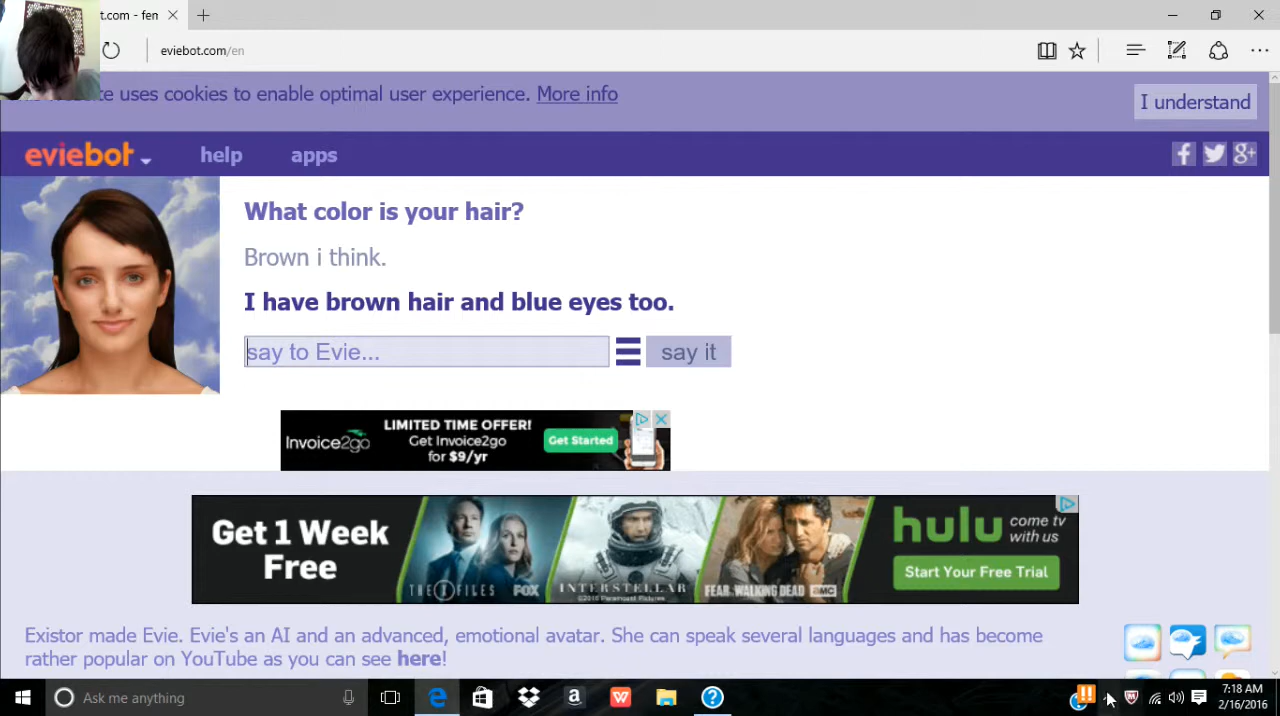 t.com - fen
eviebot.com/en
te uses cookies to enable optimal user experience. More info
I understand
eviebot
help
apps
What color is your hair?
Brown i think.
I have brown hair and blue eyes too.
say to Evie...
say it
Invoice2go
LIMITED TIME OFFER!
Get Invoice2go
for $9/yr
Get Started
Get 1 Week
Free
THE X FILES
FOX
INTERSTELLAR
©2016 Paramount Pictures
FEAR THE WALKING DEAD
AMC
hulu
come tv
with us
Start Your Free Trial
Existor made Evie. Evie's an AI and an advanced, emotional avatar. She can speak several languages and has become
rather popular on YouTube as you can see here!
Ask me anything
7:18 AM
2/16/2016